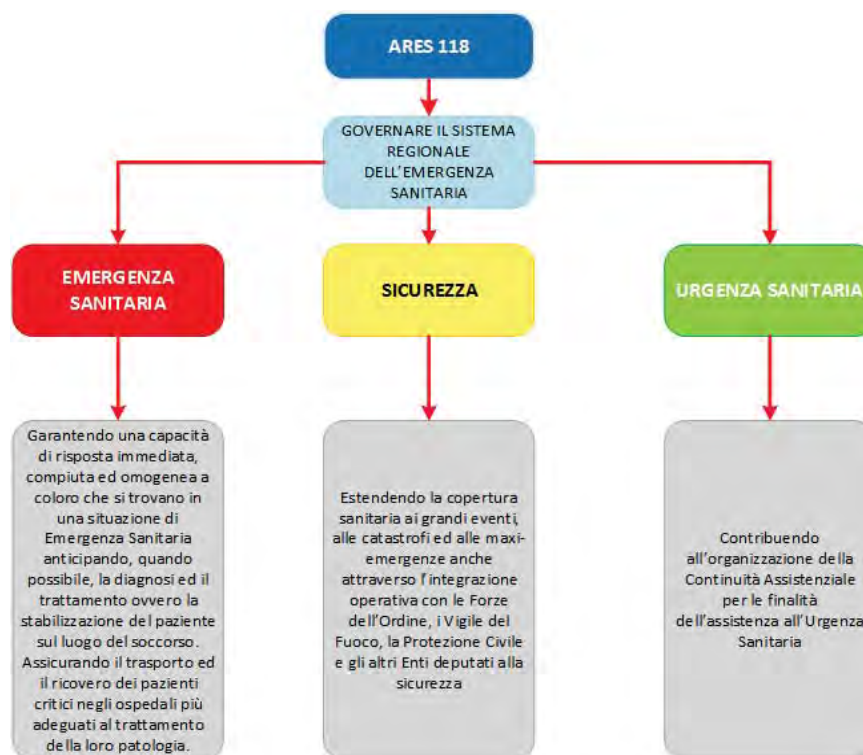 ARES 118
GOVERNARE IL SISTEMA
REGIONALE
DELL'EMERGENZA
SANITARIA
EMERGENZA
SANITARIA
SICUREZZA
URGENZA SANITARIA
Garantendo una capacità
di risposta immediata,
compiuta ed omogenea a
coloro che si trovano in
una situazione di
Emergenza Sanitaria
anticipando, quando
possibile, la diagnosi ed il
trattamento ovvero la
stabilizzazione del paziente
sul luogo del soccorso.
Assicurando il trasporto ed
il ricovero dei pazienti
critici negli ospedali più
adeguati al trattamento
della loro patologia.
Estendendo la copertura
sanitaria ai grandi eventi,
alle catastrofi ed alle maxi-
emergenze anche
attraverso l'integrazione
operativa con le Forze
dell'Ordine, i Vigile del
Fuoco, la Protezione Civile
e gli altri Enti deputati alla
sicurezza
Contribuendo
all'organizzazione della
Continuità Assistenziale
per le finalità
dell'assistenza all'Urgenza
Sanitaria